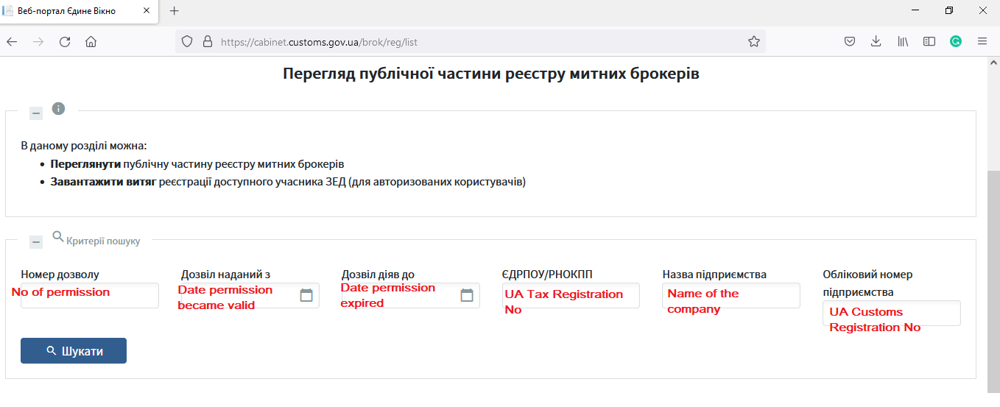 Веб-портал Єдине Вікно
https://cabinet.customs.gov.ua/brok/reg/list
Перегляд публічної частини реєстру митних брокерів
В даному розділі можна:
Переглянути публічну частину реєстру митних брокерів
Завантажити витяг реєстрації доступного учасника ЗЕД (для авторизованих користувачів)
Критерії пошуку
Номер дозволу
No of permission
Дозвіл наданий з
Date permission
became valid
Дозвіл діяв до
Date permission
expired
ЄДРПОУ/РНОКПП
UA Tax Registration
No
Назва підприємства
Name of the
company
Обліковий номер
підприємства
UA Customs
Registration No
Шукати